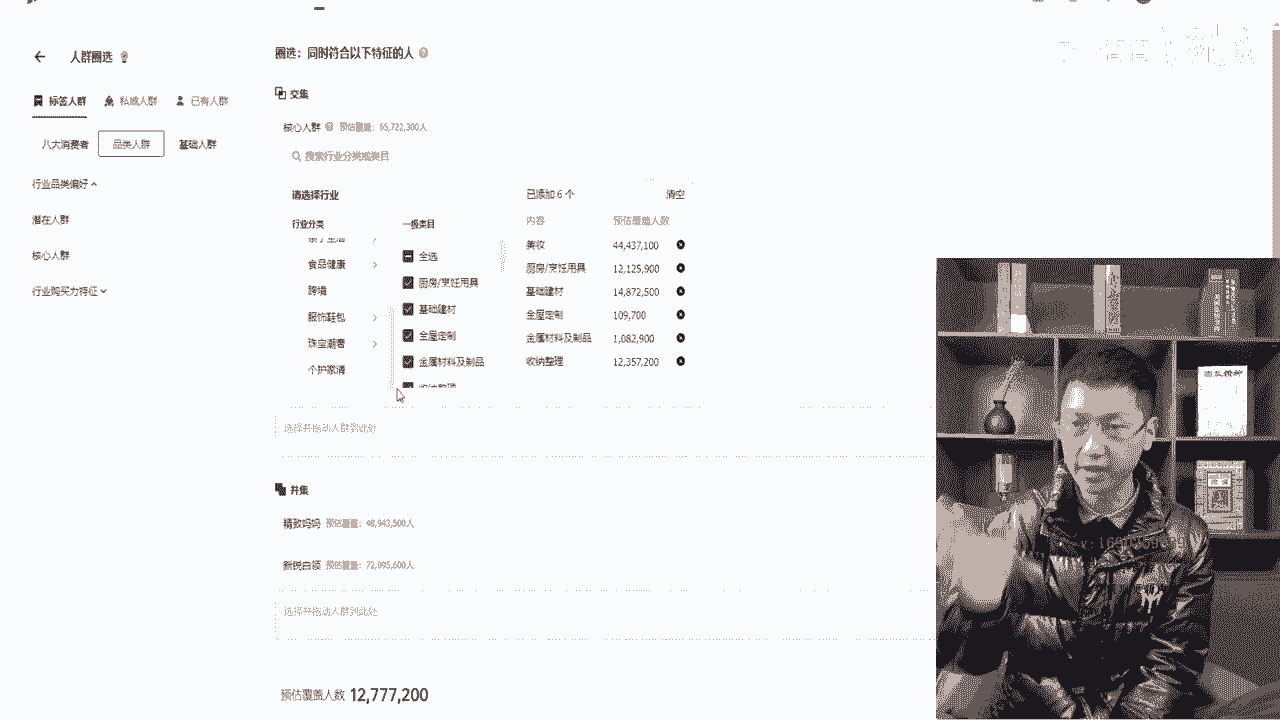 人群圈选
标签人群 私域人群 已有人群
八大消费者 品类人群 基础人群
行业品类偏好
潜在人群
核心人群
行业购买力特征
圈选：同时符合以下特征的人
交集
核心人群 预估覆盖：65,722,300人
搜索行业分类或类目
请选择行业 已添加 6 个 清空
行业分类 一级类目 内容 预估覆盖人数
食品健康
跨境
服饰鞋包
珠宝潮奢
个护家清
全选
厨房/烹饪用具
基础建材
全屋定制
金属材料及制品
收纳整理
美妆 44,437,100
厨房/烹饪用具 12,125,900
基础建材 14,872,500
全屋定制 109,700
金属材料及制品 1,082,900
收纳整理 12,357,200
选择并拖动人群到此处
并集
精致妈妈 预估覆盖：48,943,500人
新锐白领 预估覆盖：72,095,600人
选择并拖动人群到此处
预估覆盖人数 12,777,200